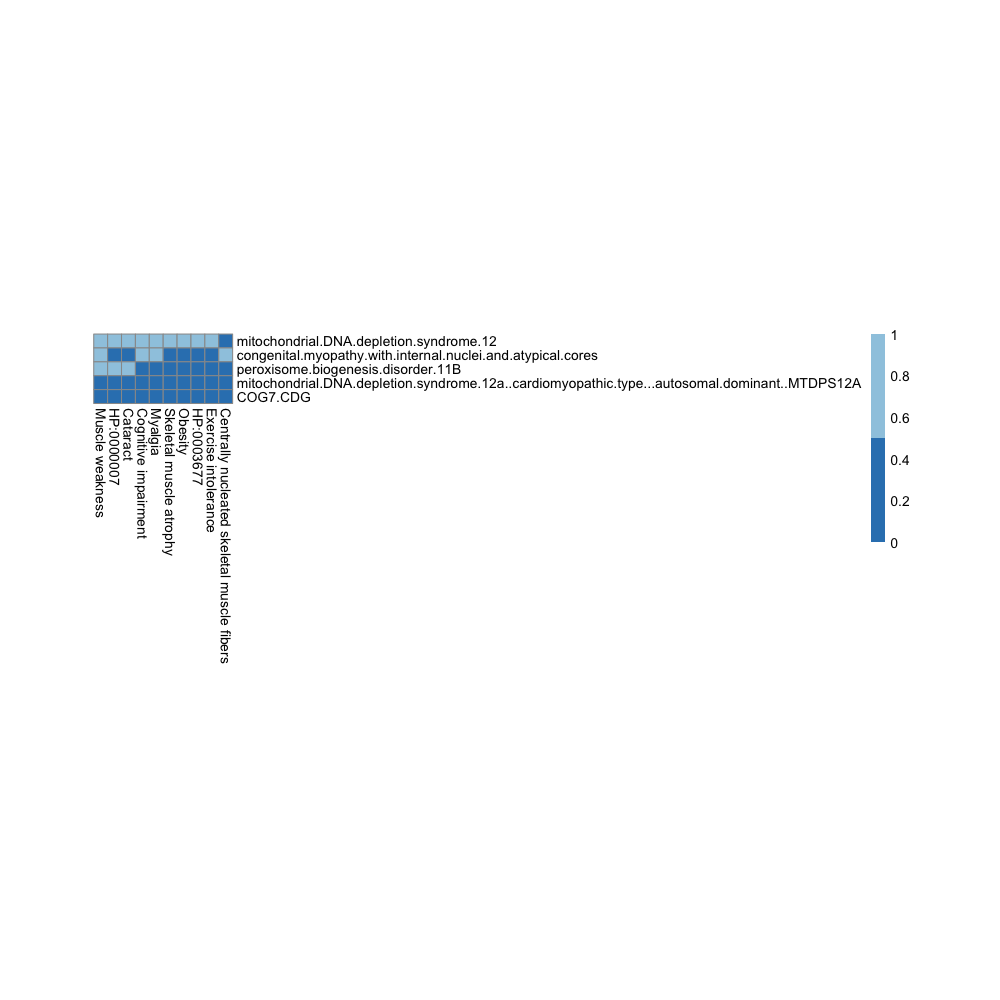 mitochondrial.DNA.depletion.syndrome.12
congenital.myopathy.with.internal.nuclei.and.atypical.cores
peroxisome.biogenesis.disorder.11B
mitochondrial.DNA.depletion.syndrome.12a..cardiomyopathic.type...autosomal.dominant..MTDPS12A
COG7.CDG
Muscle weakness
HP:0000007
Cataract
Cognitive impairment
Myalgia
Skeletal muscle atrophy
Obesity
HP:0003677
Exercise intolerance
Centrally nucleated skeletal muscle fibers
1
0.8
0.6
0.4
0.2
0